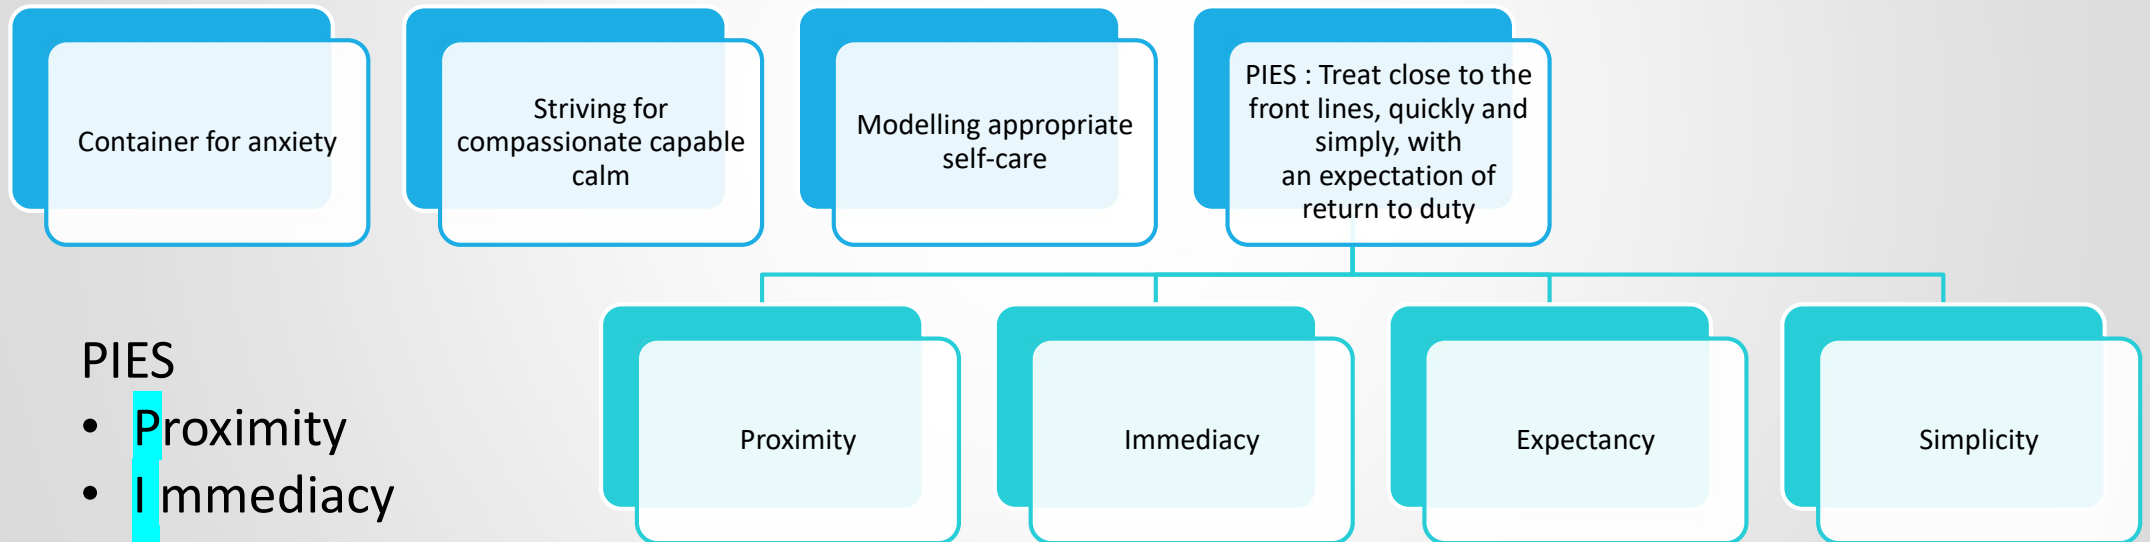 Container for anxiety
Striving for
compassionate capable
calm
Modelling appropriate
self-care
PIES : Treat close to the
front lines, quickly and
simply, with
an expectation of
return to duty
Proximity
Immediacy
Expectancy
Simplicity
PIES
• Proximity
• Immediacy